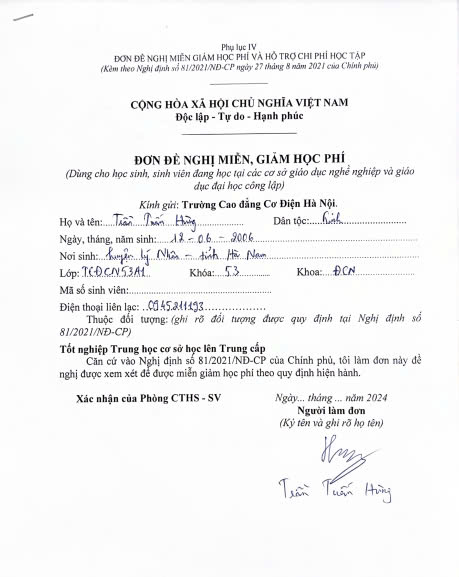 Phụ lục IV
ĐƠN ĐỀ NGHỊ MIỄN GIẢM HỌC PHÍ VÀ HỖ TRỢ CHI PHÍ HỌC TẬP
(Kèm theo Nghị định số 81/2021/NĐ-CP ngày 27 tháng 8 năm 2021 của Chính phủ)
CỘNG HÒA XÃ HỘI CHỦ NGHĨA VIỆT NAM
Độc lập - Tự do - Hạnh phúc
ĐƠN ĐỀ NGHỊ MIỄN, GIẢM HỌC PHÍ
(Dùng cho học sinh, sinh viên đang học tại các cơ sở giáo dục nghề nghiệp và giáo
dục đại học công lập)
Kính gửi: Trường Cao đẳng Cơ Điện Hà Nội.
Họ và tên:....Trần Tuấn Hùng.................... Dân tộc:....Kinh........................
Ngày, tháng, năm sinh:....12 - 06 - 2006...............................................
Nơi sinh:..huyện Lý Nhân - tỉnh Hà Nam..............................................
Lớp:TCĐCN53A1 Khóa:...53............ Khoa:...ĐCN..............
Mã số sinh viên:............................
Điện thoại liên lạc: ..0945211193...................
Thuộc đối tượng: (ghi rõ đối tượng được quy định tại Nghị định số
81/2021/NĐ-CP)
Tốt nghiệp Trung học cơ sở học lên Trung cấp
Căn cứ vào Nghị định số 81/2021/NĐ-CP của Chính phủ, tôi làm đơn này đề
nghị được xem xét để được miễn giảm học phí theo quy định hiện hành.
Xác nhận của Phòng CTHS - SV Ngày... tháng ... năm 2024
Người làm đơn
(Ký tên và ghi rõ họ tên)
Trần Tuấn Hùng